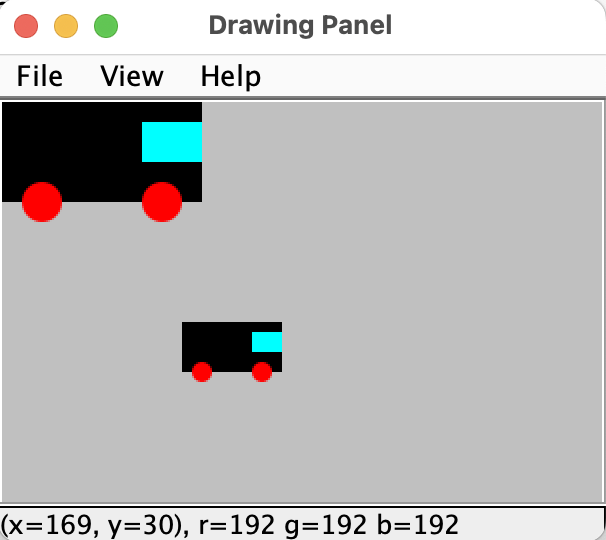 Drawing Panel
File View Help
(x=169, y=30), r=192 g=192 b=192